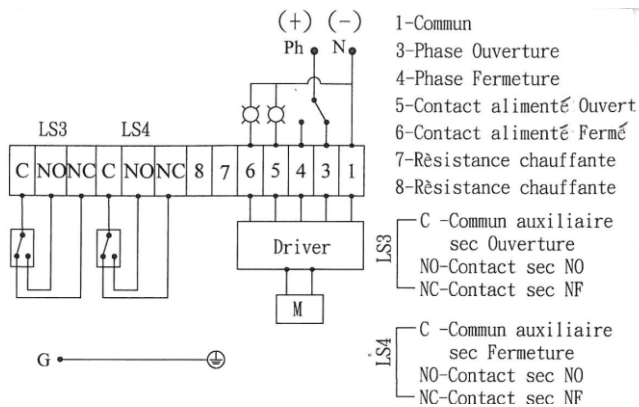 (+) (-)
Ph N
LS3 LS4
C NO NC C NO NC 8 7 6 5 4 3 1
Driver
M
G
1-Commun
3-Phase Ouverture
4-Phase Fermeture
5-Contact alimenté Ouvert
6-Contact alimenté Fermé
7-Rèsistance chauffante
8-Rèsistance chauffante
LS3
C -Commun auxiliaire
sec Ouverture
NO-Contact sec NO
NC-Contact sec NF
LS4
C -Commun auxiliaire
sec Fermeture
NO-Contact sec NO
NC-Contact sec NF